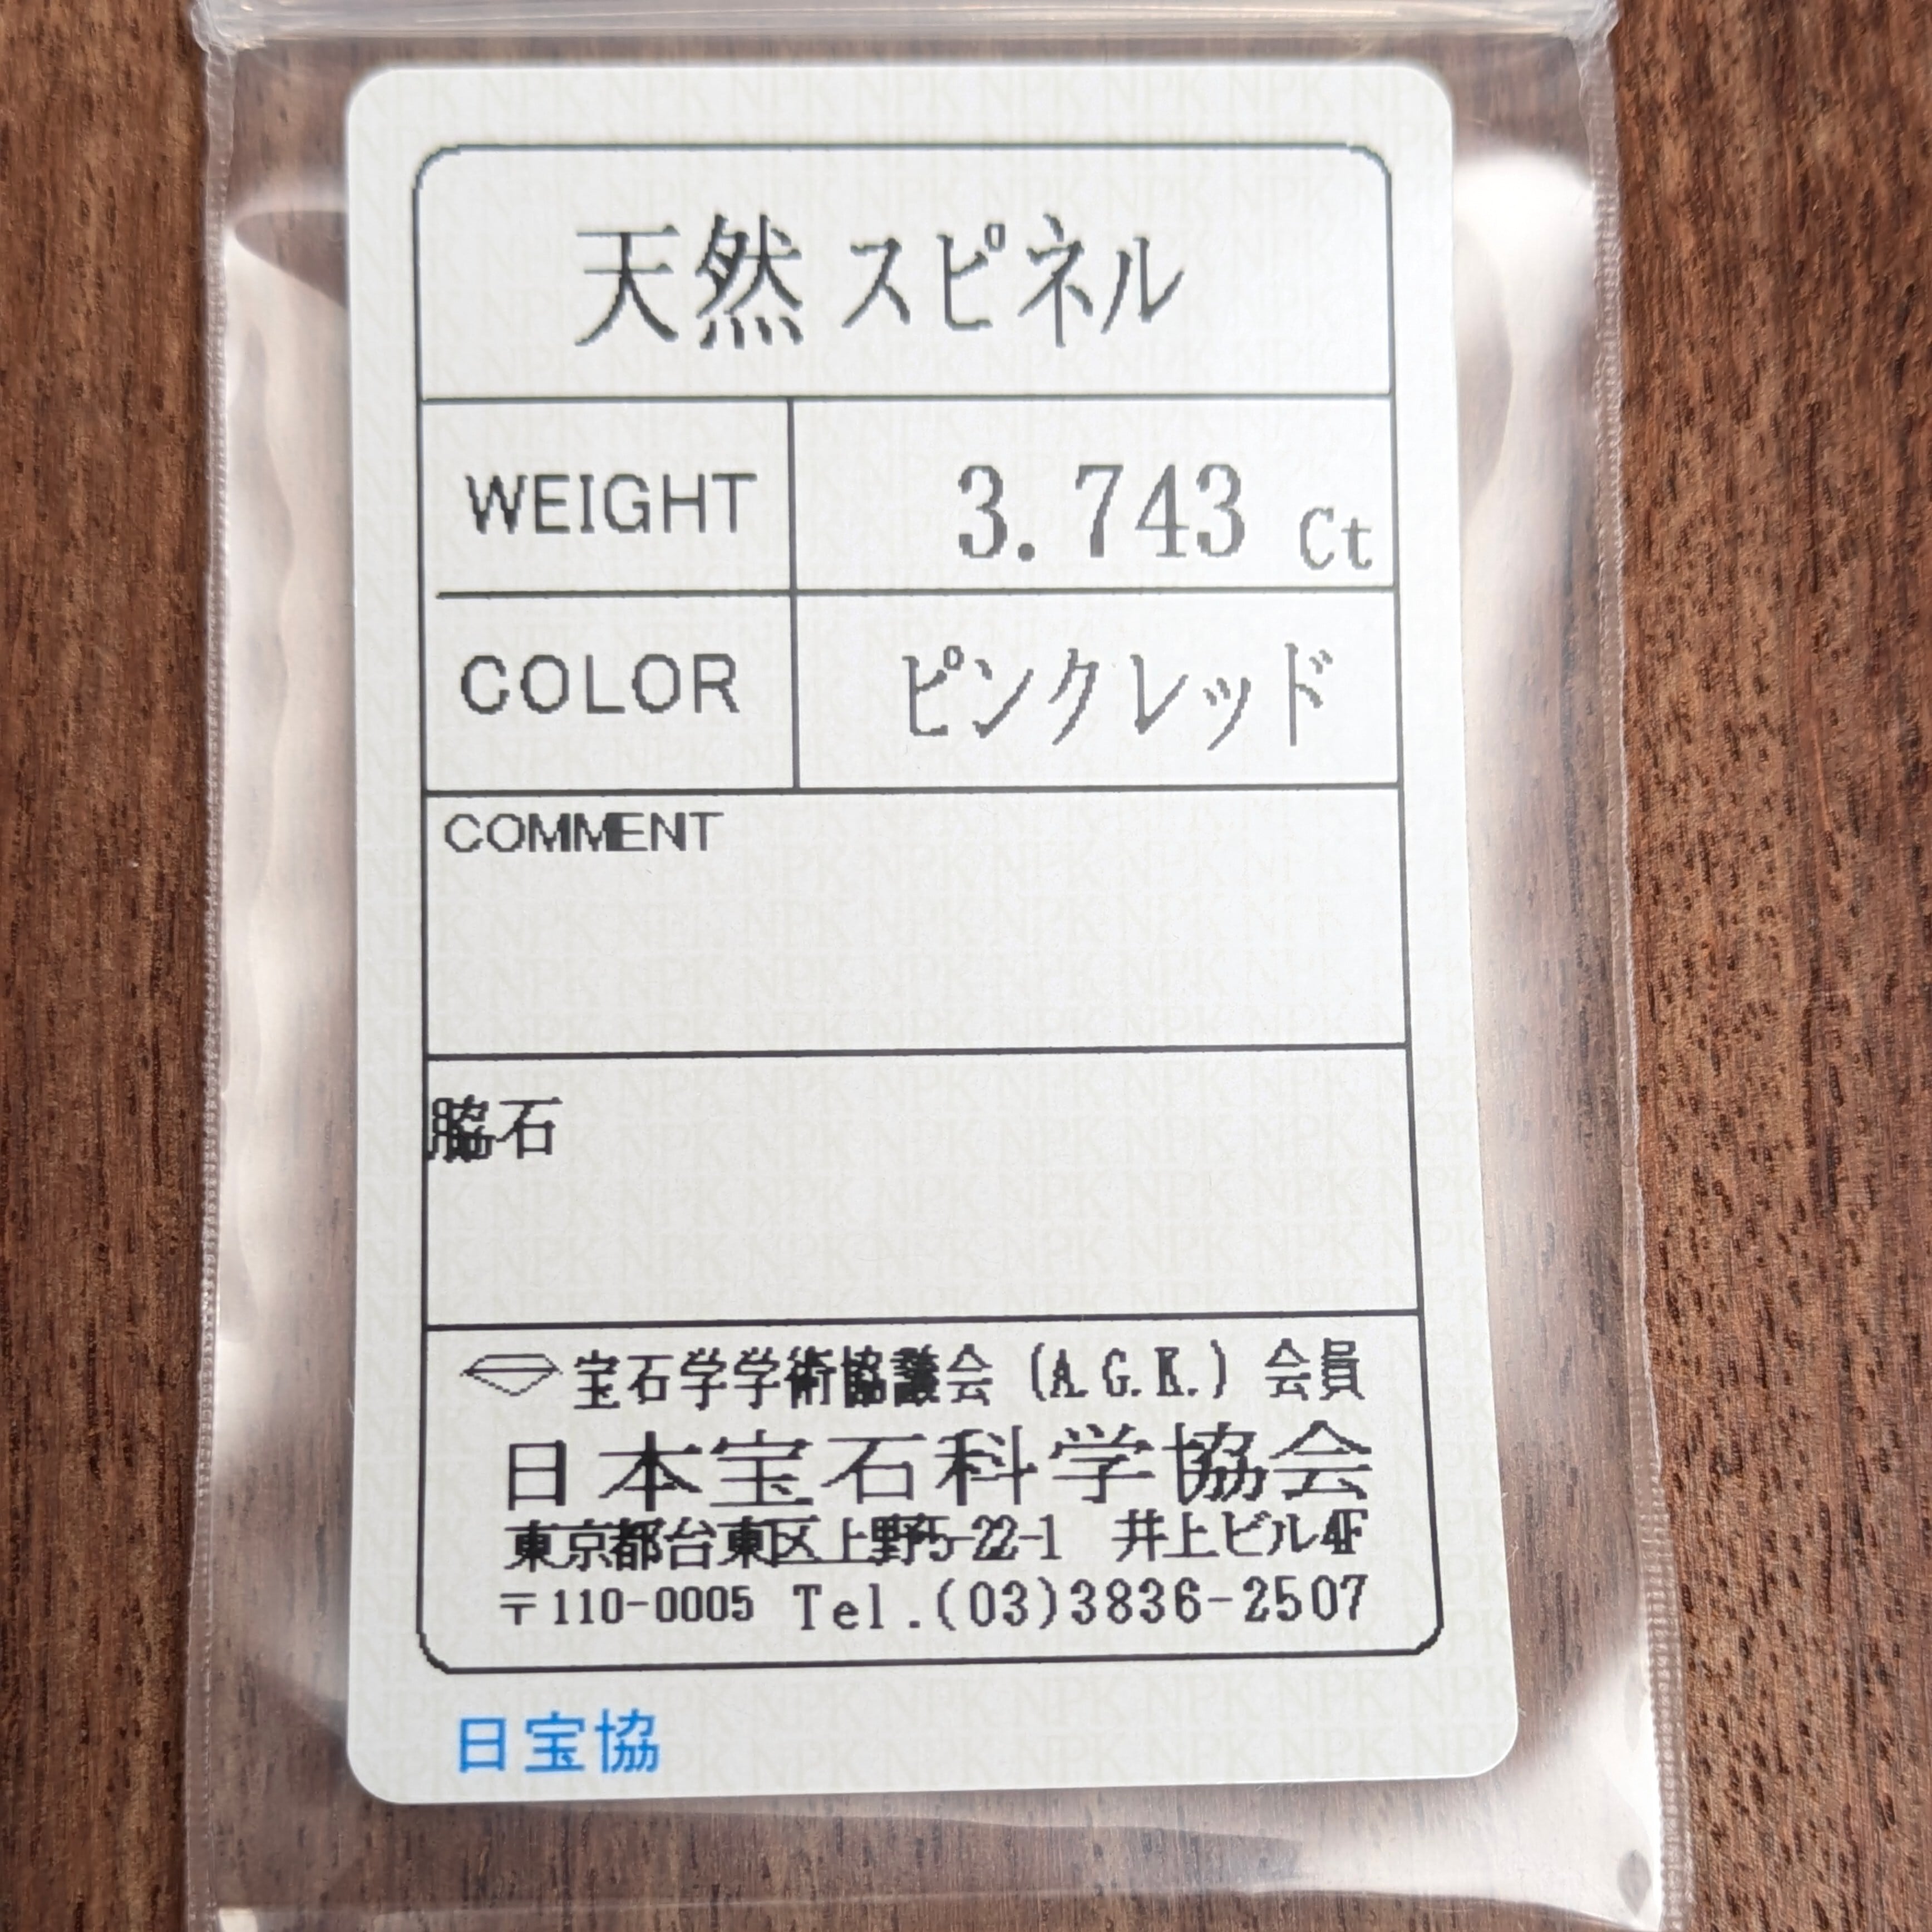 天然 スピネル
WEIGHT 3.743 Ct
COLOR ピンクレッド
COMMENT
脇石
宝石学学術協議会 (A.G.K.) 会員
日本宝石科学協会
東京都台東区上野5-22-1 井上ビル4F
〒110-0005 Tel.(03)3836-2507
日宝協